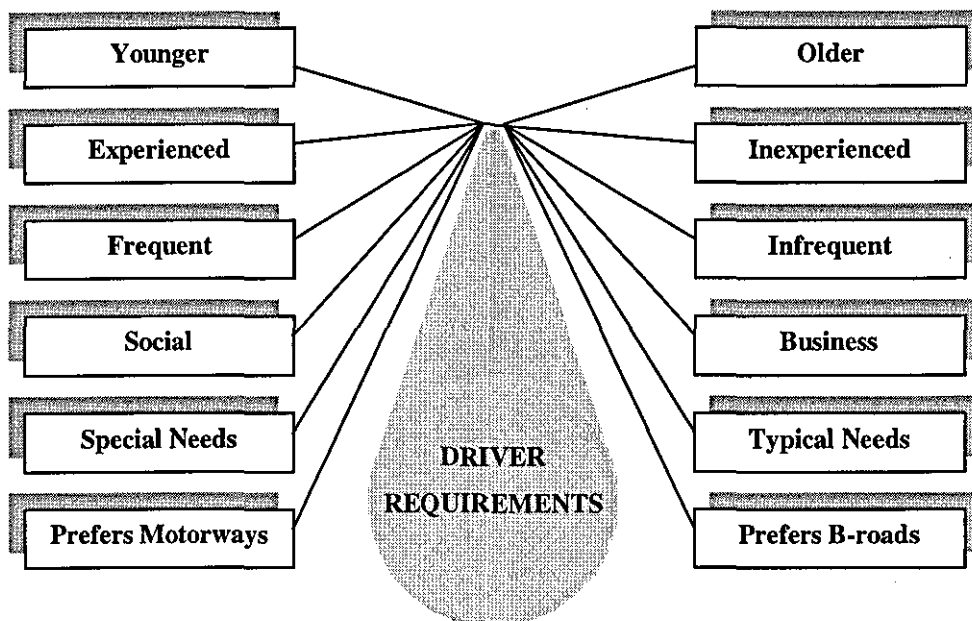 Younger
Older
Experienced
Inexperienced
Frequent
Infrequent
Social
Business
Special Needs
Typical Needs
DRIVER
REQUIREMENTS
Prefers Motorways
Prefers B-roads